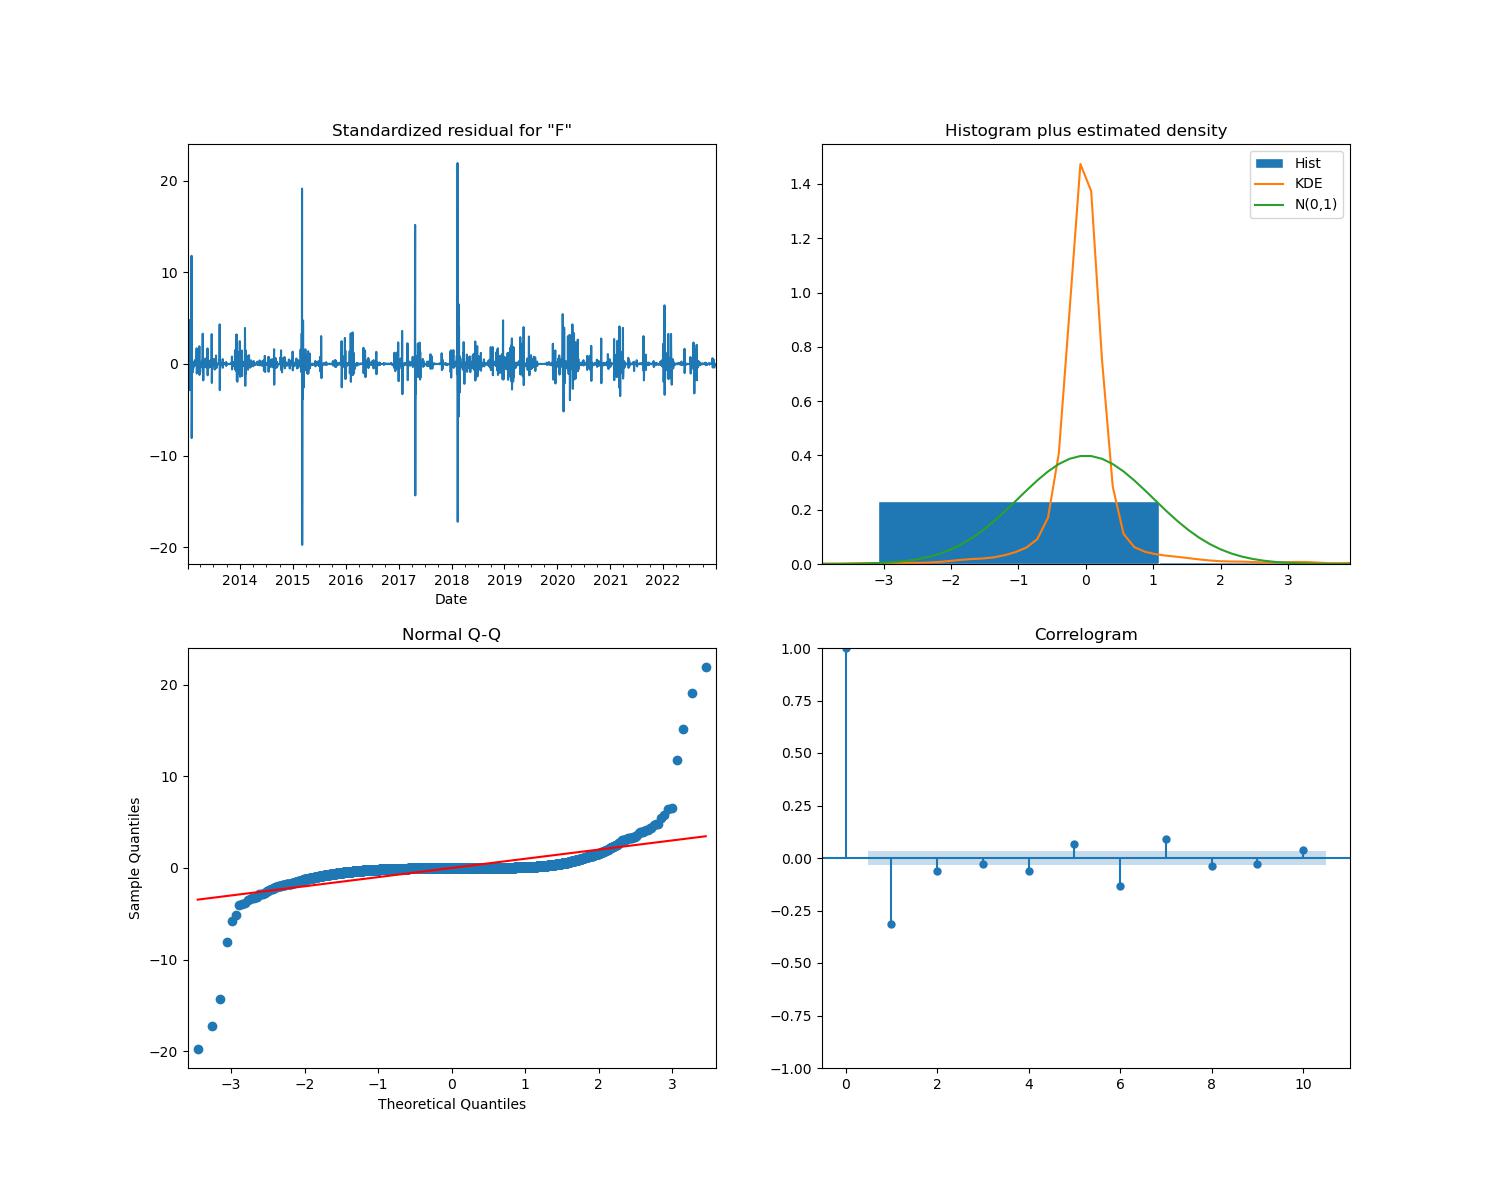 Standardized residual for "F"
20
10
0
−10
−20
2014 2015 2016 2017 2018 2019 2020 2021 2022
Date
Histogram plus estimated density
Hist
KDE
N(0,1)
1.4
1.2
1.0
0.8
0.6
0.4
0.2
0.0
−3 −2 −1 0 1 2 3
Normal Q-Q
Sample Quantiles
20
10
0
−10
−20
−3 −2 −1 0 1 2 3
Theoretical Quantiles
Correlogram
1.00
0.75
0.50
0.25
0.00
−0.25
−0.50
−0.75
−1.00
0 2 4 6 8 10